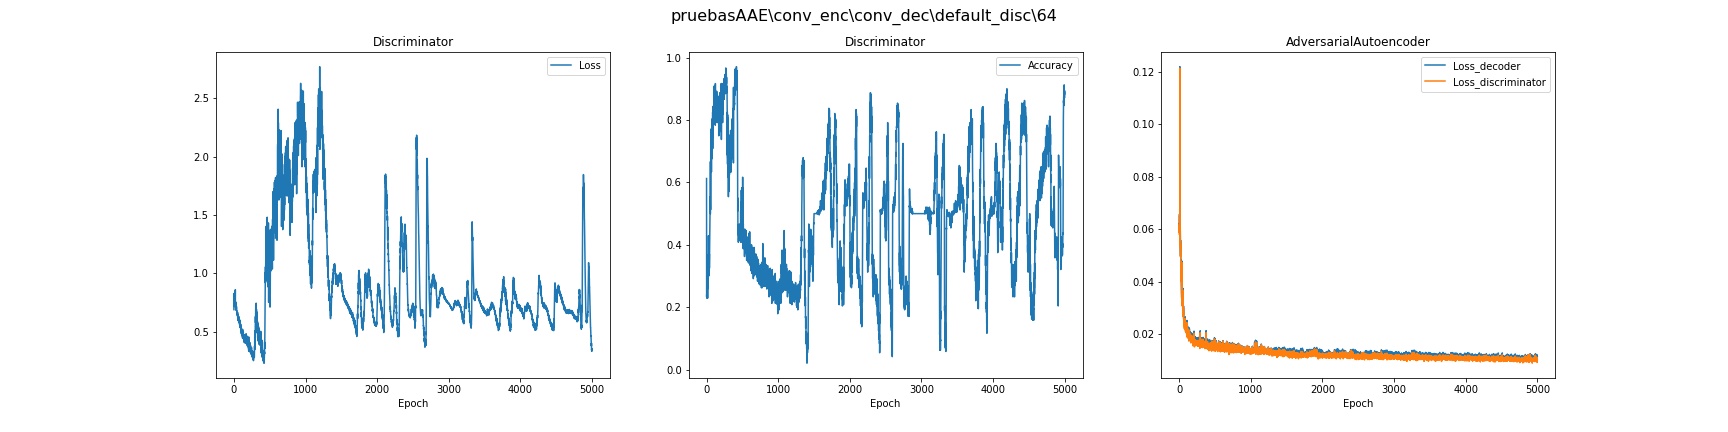 pruebasAAE\conv_enc\conv_dec\default_disc\64
Discriminator
Loss
2.5
2.0
1.5
1.0
0.5
0 1000 2000 3000 4000 5000
Epoch
Discriminator
Accuracy
1.0
0.8
0.6
0.4
0.2
0.0
0 1000 2000 3000 4000 5000
Epoch
AdversarialAutoencoder
Loss_decoder
Loss_discriminator
0.12
0.10
0.08
0.06
0.04
0.02
0 1000 2000 3000 4000 5000
Epoch